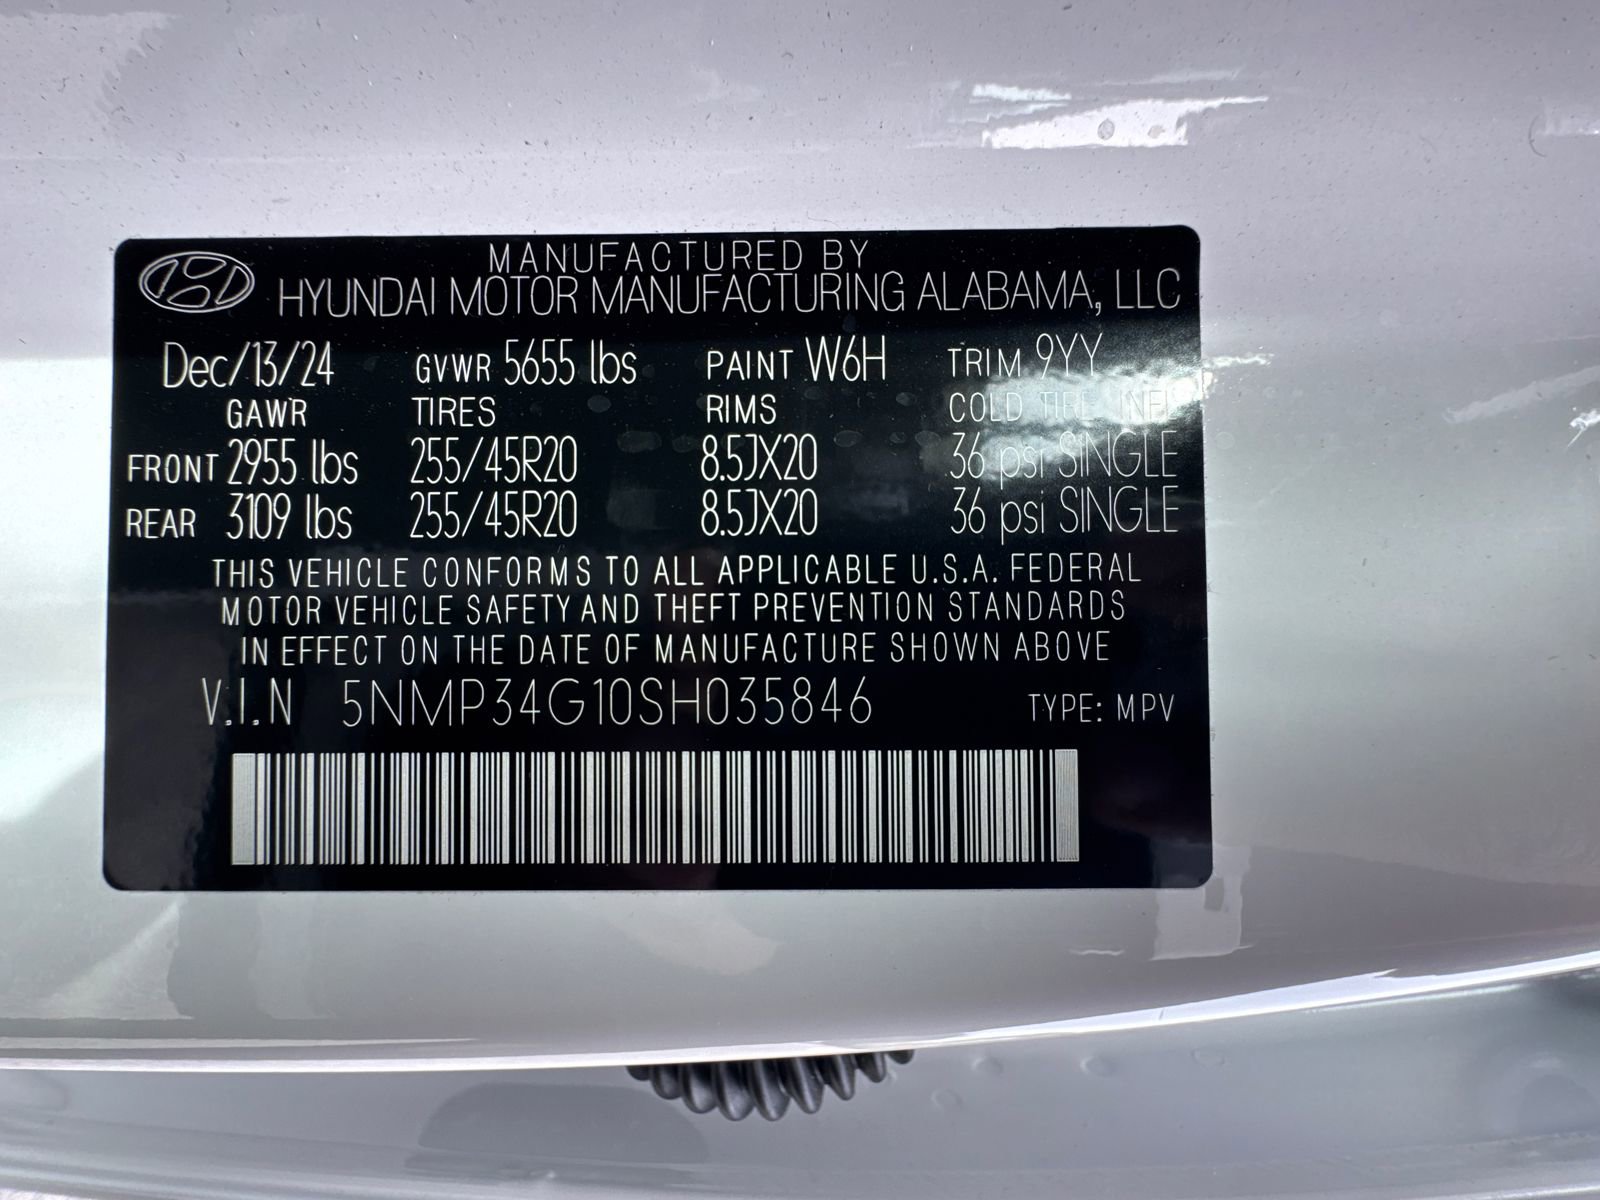 MANUFACTURED BY
HYUNDAI MOTOR MANUFACTURING ALABAMA, LLC
Dec/13/24 GVWR 5655 lbs PAINT W6H TRIM 9YY
GAWR TIRES RIMS COLD TIRE INFL
FRONT 2955 lbs 255/45R20 8.5JX20 36 psi SINGLE
REAR 3109 lbs 255/45R20 8.5JX20 36 psi SINGLE
THIS VEHICLE CONFORMS TO ALL APPLICABLE U.S.A. FEDERAL
MOTOR VEHICLE SAFETY AND THEFT PREVENTION STANDARDS
IN EFFECT ON THE DATE OF MANUFACTURE SHOWN ABOVE
V.I.N 5NMP34G10SH035846 TYPE: MPV